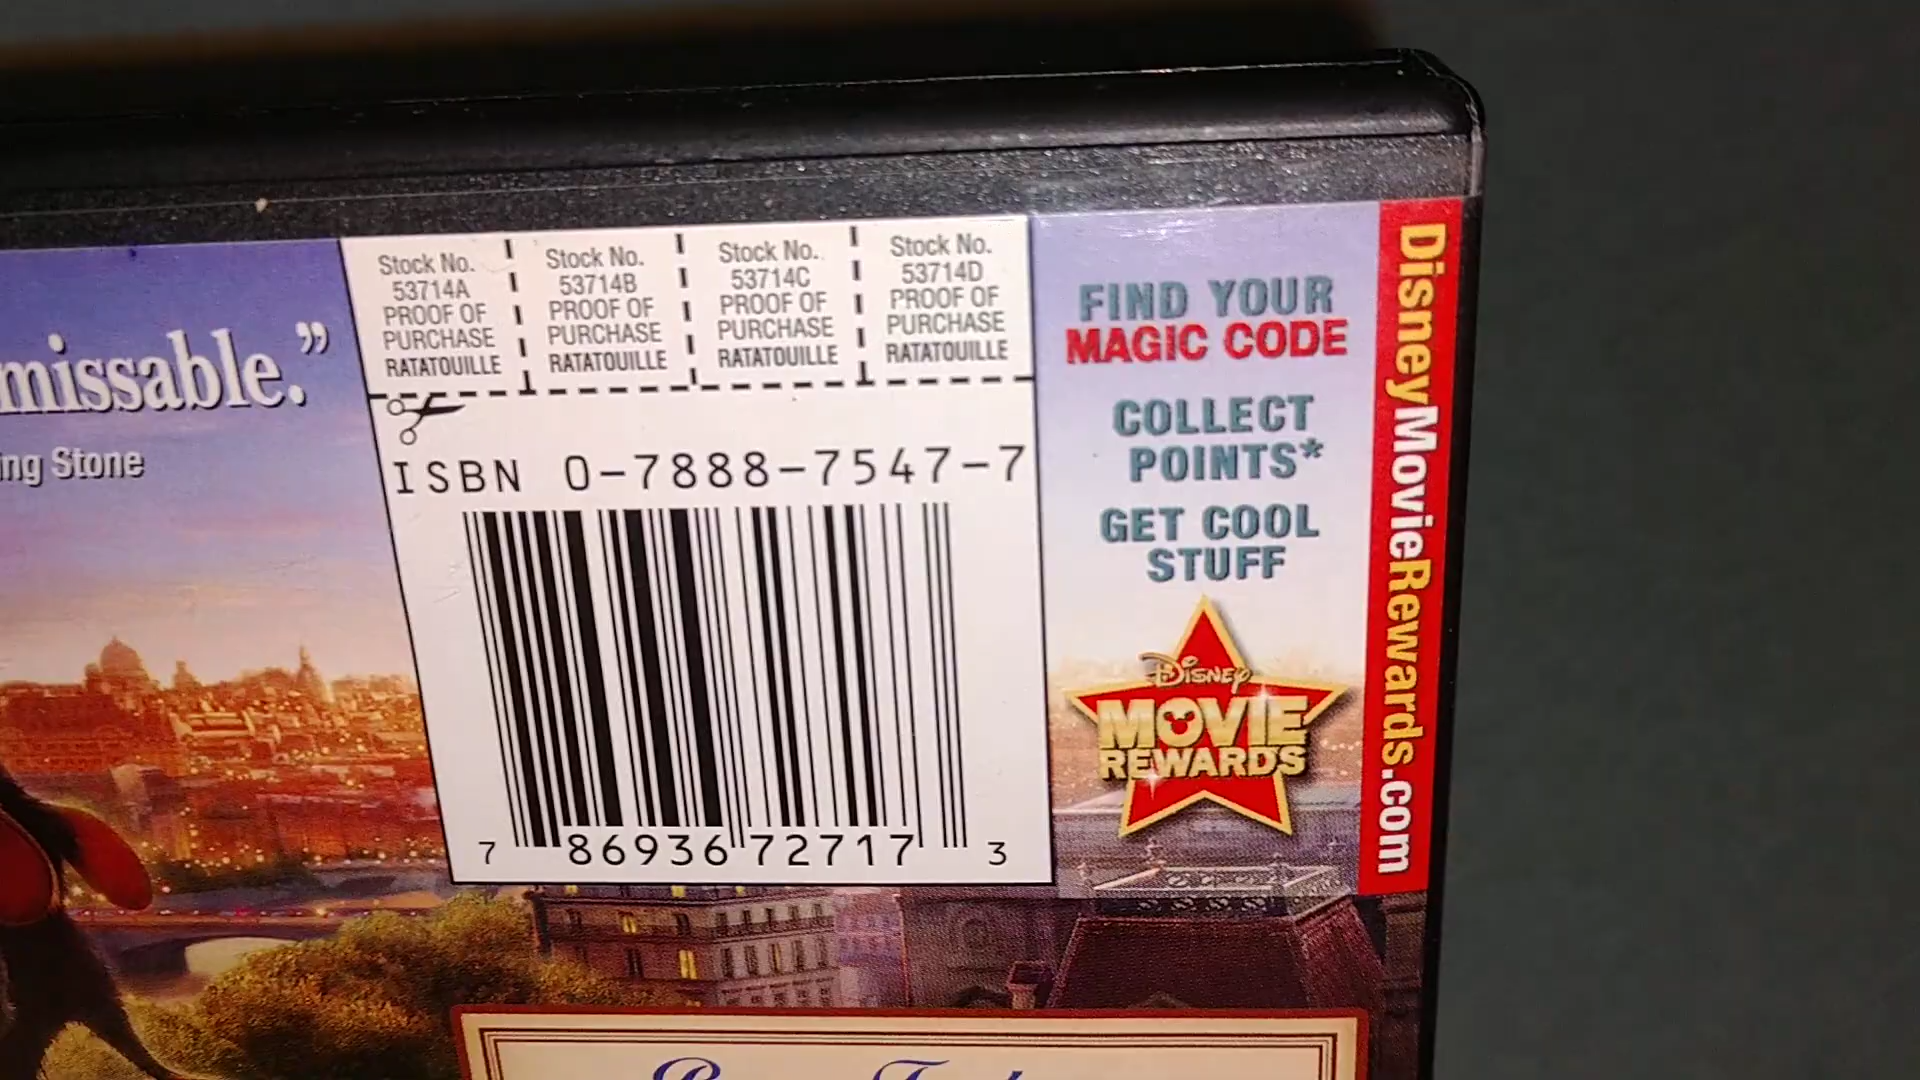 missable.”
ing Stone
Stock No.
53714A
PROOF OF
PURCHASE
RATATOUILLE
Stock No.
53714B
PROOF OF
PURCHASE
RATATOUILLE
Stock No.
53714C
PROOF OF
PURCHASE
RATATOUILLE
Stock No.
53714D
PROOF OF
PURCHASE
RATATOUILLE
ISBN 0-7888-7547-7
7 86936 72717 3
FIND YOUR
MAGIC CODE
COLLECT
POINTS*
GET COOL
STUFF
Disney
MOVIE
REWARDS
DisneyMovieRewards.com